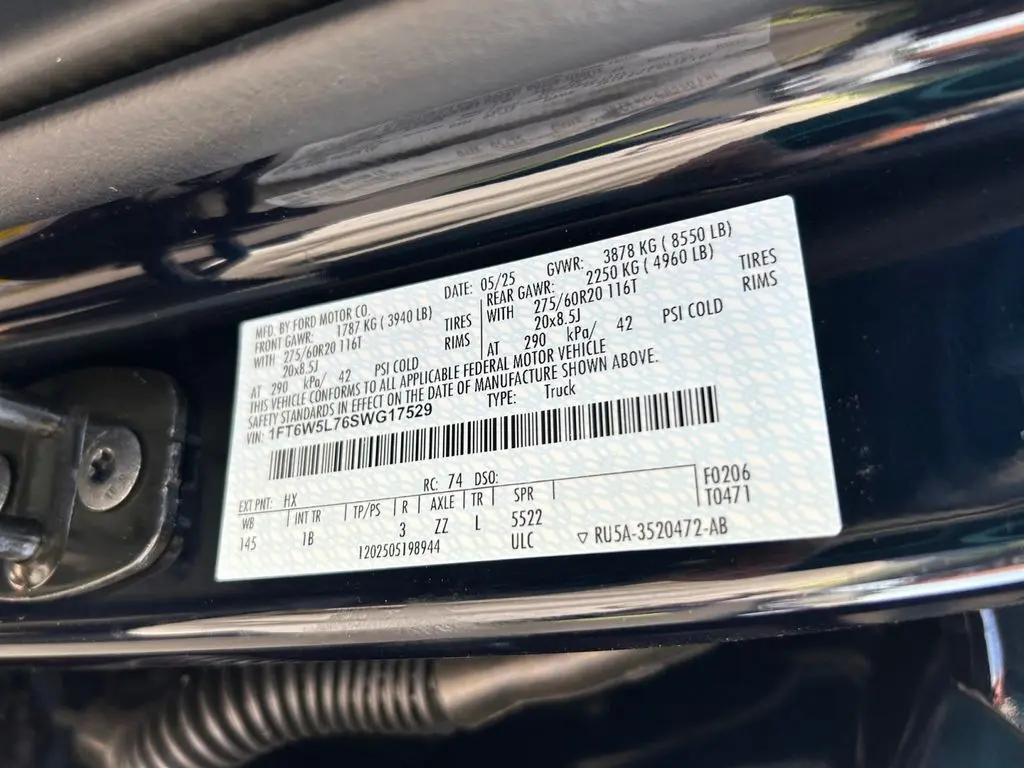 MFD. BY FORD MOTOR CO.
DATE: 05/25 GVWR: 3878 KG ( 8550 LB)
FRONT GAWR: 1787 KG ( 3940 LB) REAR GAWR: 2250 KG ( 4960 LB)
WITH 275/60R20 116T TIRES WITH 275/60R20 116T TIRES
20x8.5J RIMS 20x8.5J RIMS
AT 290 kPa/ 42 PSI COLD AT 290 kPa/ 42 PSI COLD
THIS VEHICLE CONFORMS TO ALL APPLICABLE FEDERAL MOTOR VEHICLE
SAFETY STANDARDS IN EFFECT ON THE DATE OF MANUFACTURE SHOWN ABOVE.
VIN: 1FT6W5L76SWG17529 TYPE: Truck
EXT PNT: HX RC: 74 DSO: F0206
WB INT TR TP/PS R AXLE TR SPR T0471
145 1B 3 ZZ L 5522
1202505198944 ULC ▽ RU5A-3520472-AB